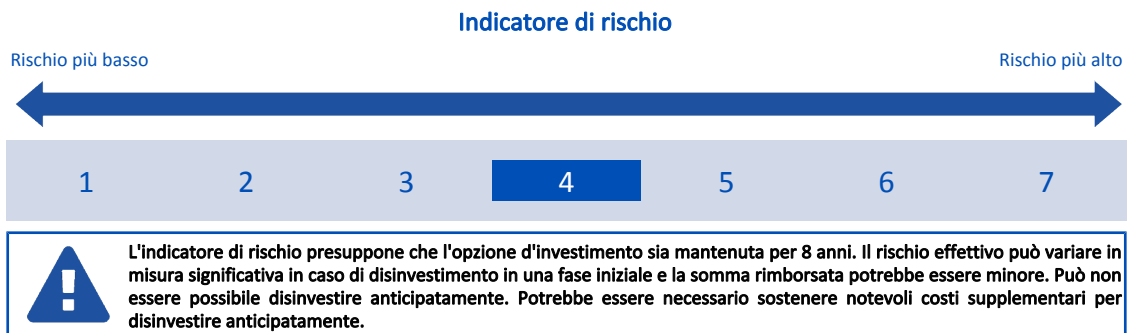 Indicatore di rischio
Rischio più basso
Rischio più alto
1 2 3 4 5 6 7
L'indicatore di rischio presuppone che l'opzione d'investimento sia mantenuta per 8 anni. Il rischio effettivo può variare in
misura significativa in caso di disinvestimento in una fase iniziale e la somma rimborsata potrebbe essere minore. Può non
essere possibile disinvestire anticipatamente. Potrebbe essere necessario sostenere notevoli costi supplementari per
disinvestire anticipatamente.